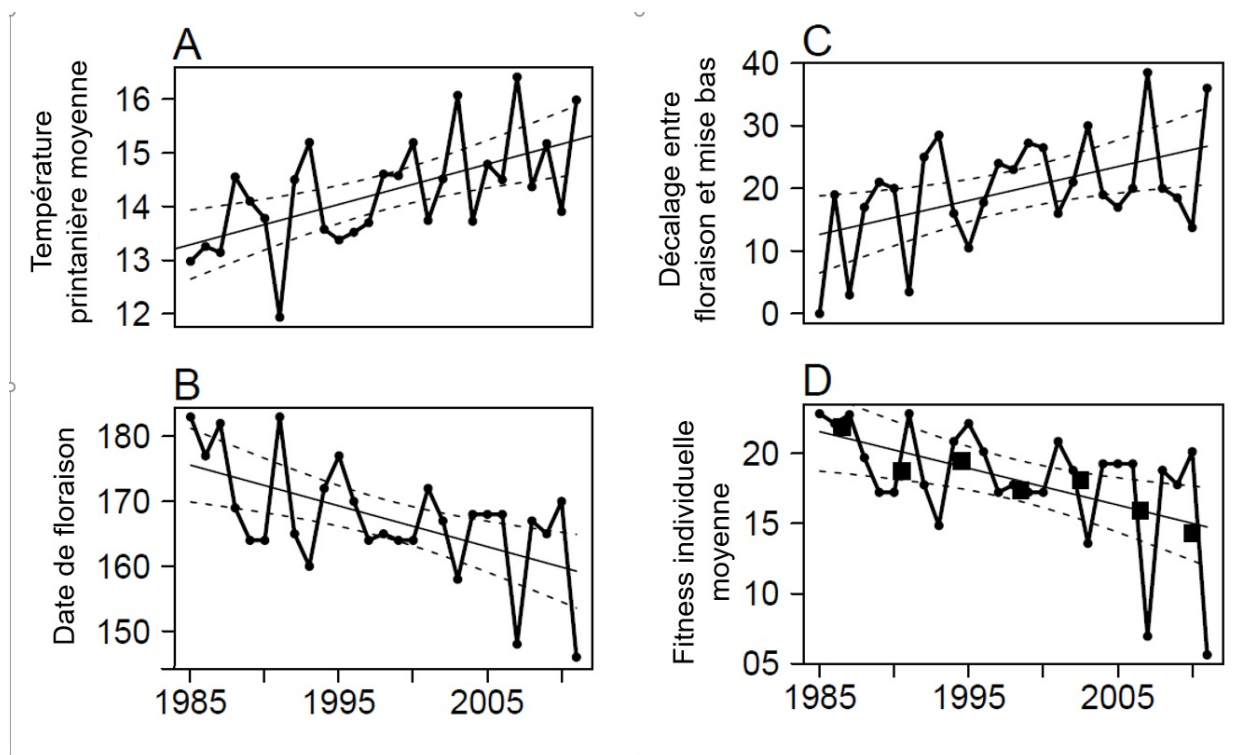 A
Température
printanière moyenne
16
15
14
13
12
B
Date de floraison
180
170
160
150
1985
1995
2005
C
Décalage entre
floraison et mise bas
40
30
20
10
0
D
Fitness individuelle
moyenne
20
15
10
05
1985
1995
2005